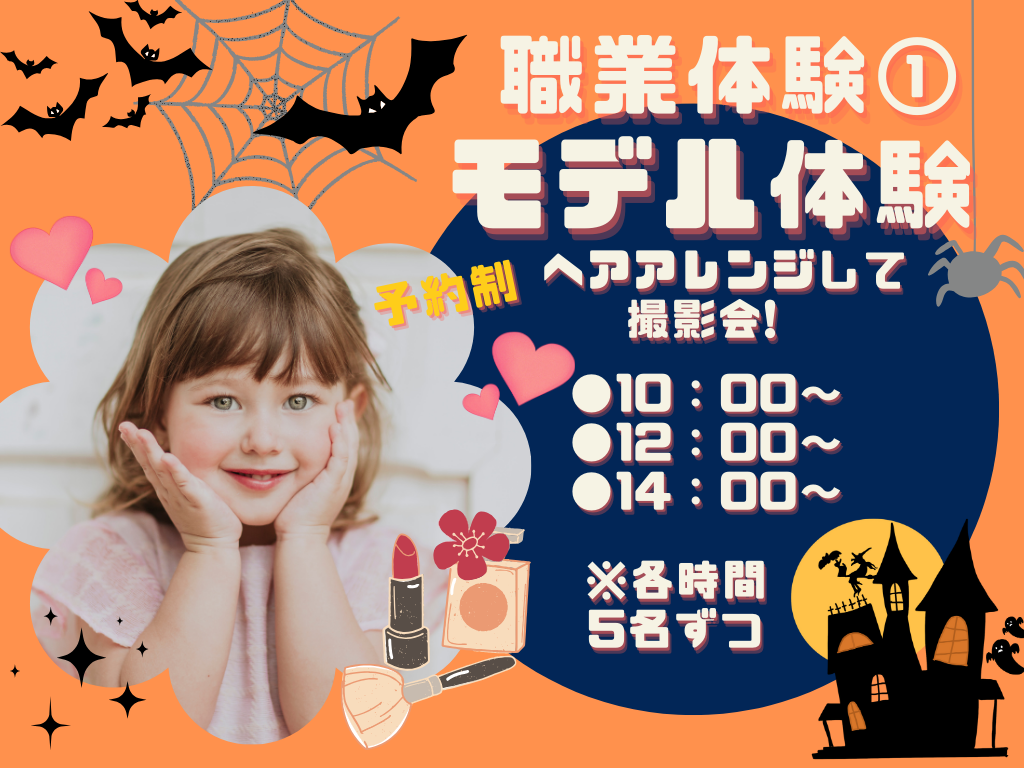 職業体験①
モデル体験
予約制
ヘアアレンジして
撮影会!
●10：00～
●12：00～
●14：00～
※各時間
5名ずつ